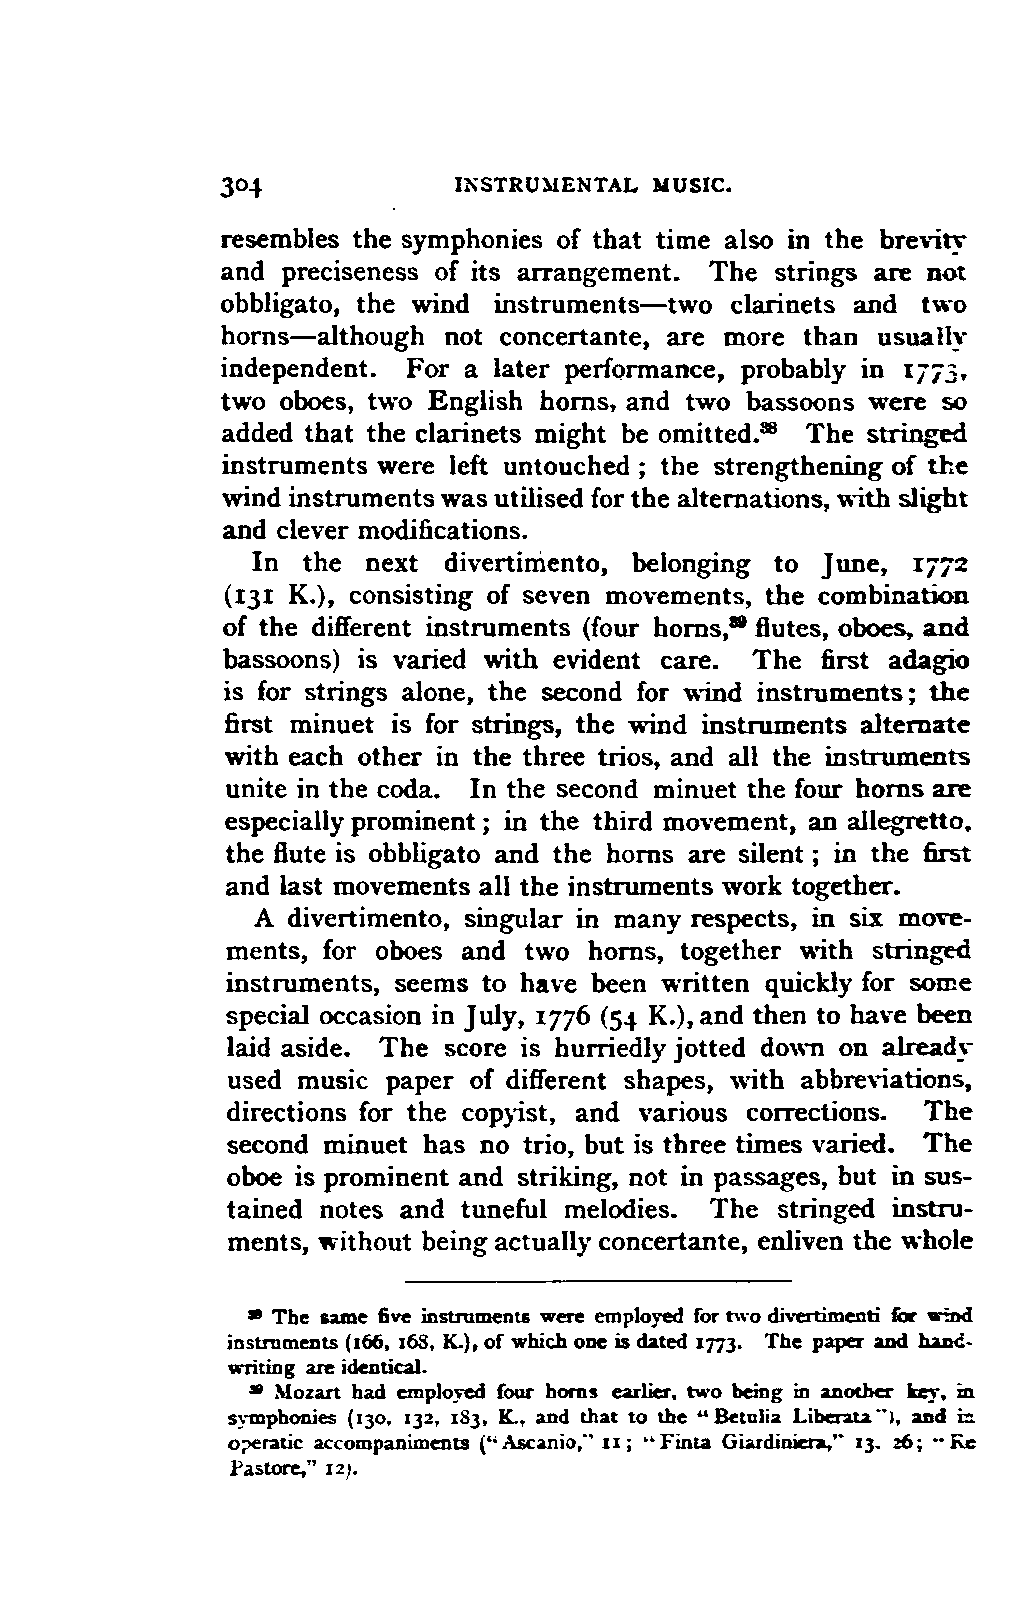 304 INSTRUMENTAL MUSIC.
resembles the symphonies of that time also in the brevity
and preciseness of its arrangement. The strings are not
obbligato, the wind instruments—two clarinets and two
horns—although not concertante, are more than usually
independent. For a later performance, probably in 1773,
two oboes, two English horns, and two bassoons were so
added that the clarinets might be omitted.³⁸ The stringed
instruments were left untouched ; the strengthening of the
wind instruments was utilised for the alternations, with slight
and clever modifications.
In the next divertimento, belonging to June, 1772
(131 K.), consisting of seven movements, the combination
of the different instruments (four horns,³⁹ flutes, oboes, and
bassoons) is varied with evident care. The first adagio
is for strings alone, the second for wind instruments ; the
first minuet is for strings, the wind instruments alternate
with each other in the three trios, and all the instruments
unite in the coda. In the second minuet the four horns are
especially prominent ; in the third movement, an allegretto,
the flute is obbligato and the horns are silent ; in the first
and last movements all the instruments work together.
A divertimento, singular in many respects, in six move-
ments, for oboes and two horns, together with stringed
instruments, seems to have been written quickly for some
special occasion in July, 1776 (54 K.), and then to have been
laid aside. The score is hurriedly jotted down on already
used music paper of different shapes, with abbreviations,
directions for the copyist, and various corrections. The
second minuet has no trio, but is three times varied. The
oboe is prominent and striking, not in passages, but in sus-
tained notes and tuneful melodies. The stringed instru-
ments, without being actually concertante, enliven the whole
³⁸ The same five instruments were employed for two divertimenti for wind
instruments (166, 168, K.), of which one is dated 1773. The paper and hand-
writing are identical.
³⁹ Mozart had employed four horns earlier, two being in another key, in
symphonies (130, 132, 183, K., and that to the “ Betulia Liberata”), and in
operatic accompaniments (“ Ascanio,” 11 ; “ Finta Giardiniera,” 13. 26 ; “ Re
Pastore,” 12).